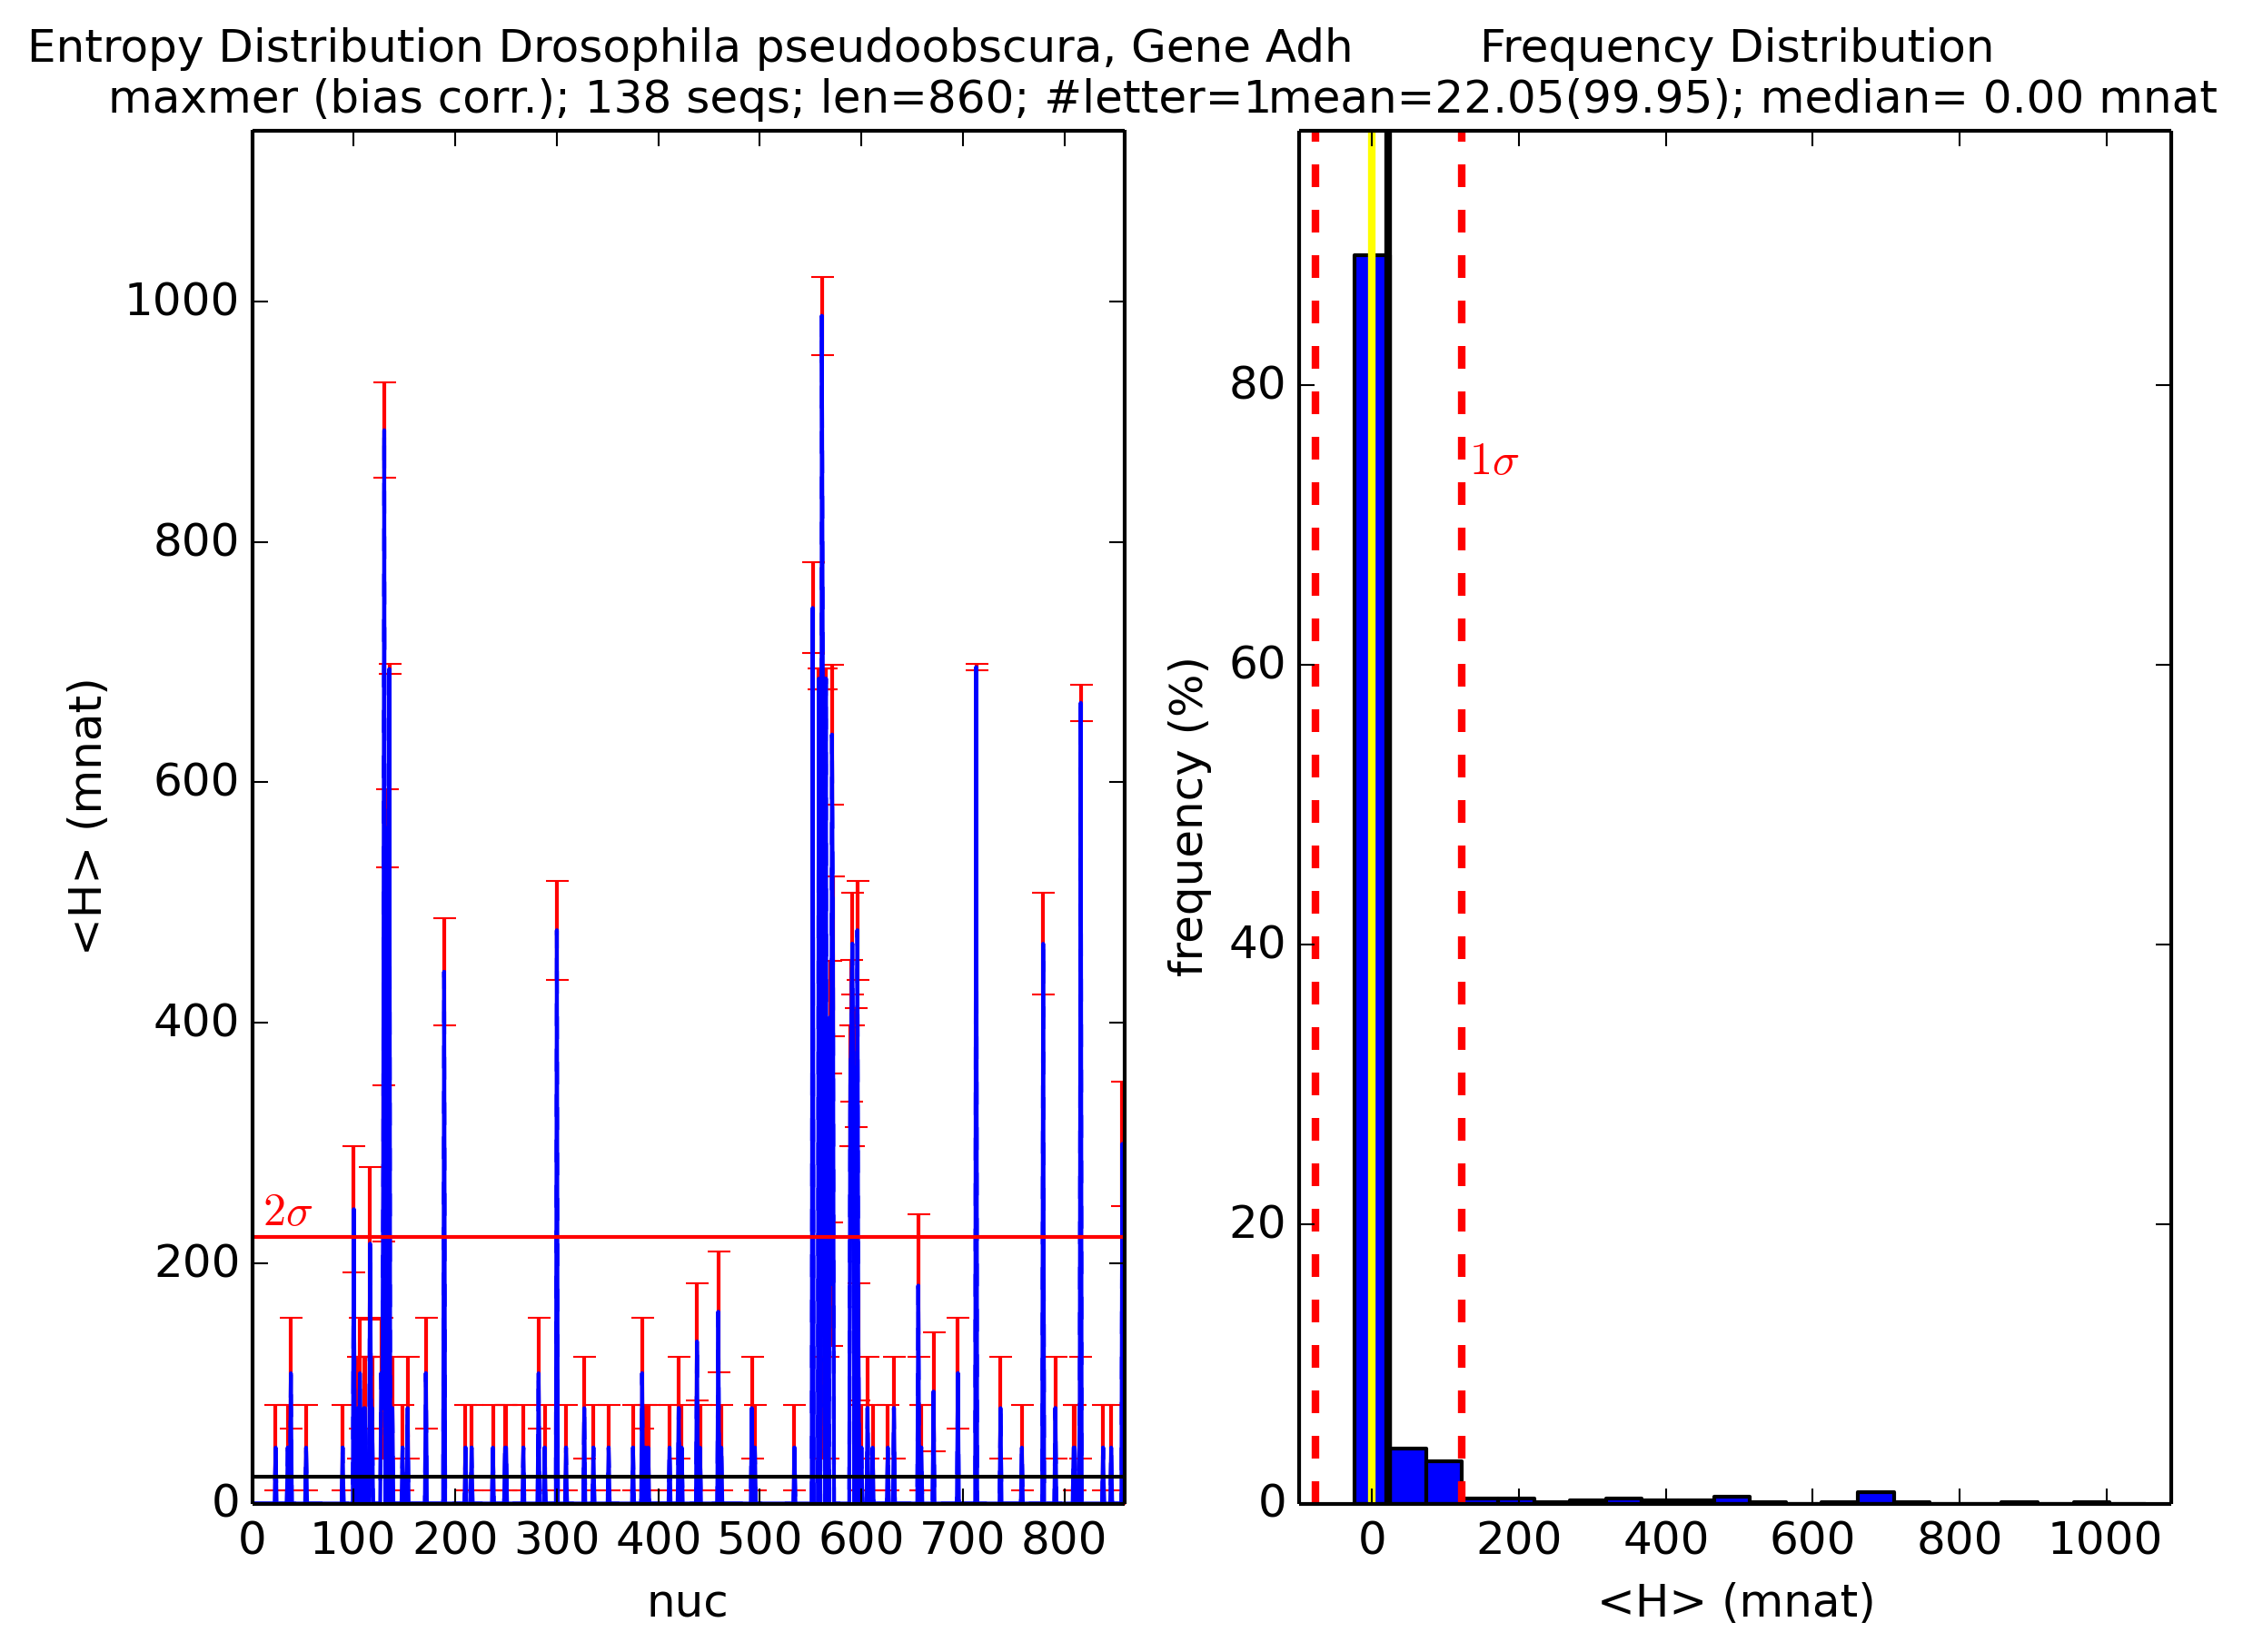 Entropy Distribution Drosophila pseudoobscura, Gene Adh
maxmer (bias corr.); 138 seqs; len=860; #letter=1
Frequency Distribution
mean=22.05(99.95); median= 0.00 mnat
<H> (mnat)
1000
800
600
400
200
0
2σ
0 100 200 300 400 500 600 700 800
nuc
frequency (%)
80
60
40
20
0
1σ
0 200 400 600 800 1000
<H> (mnat)